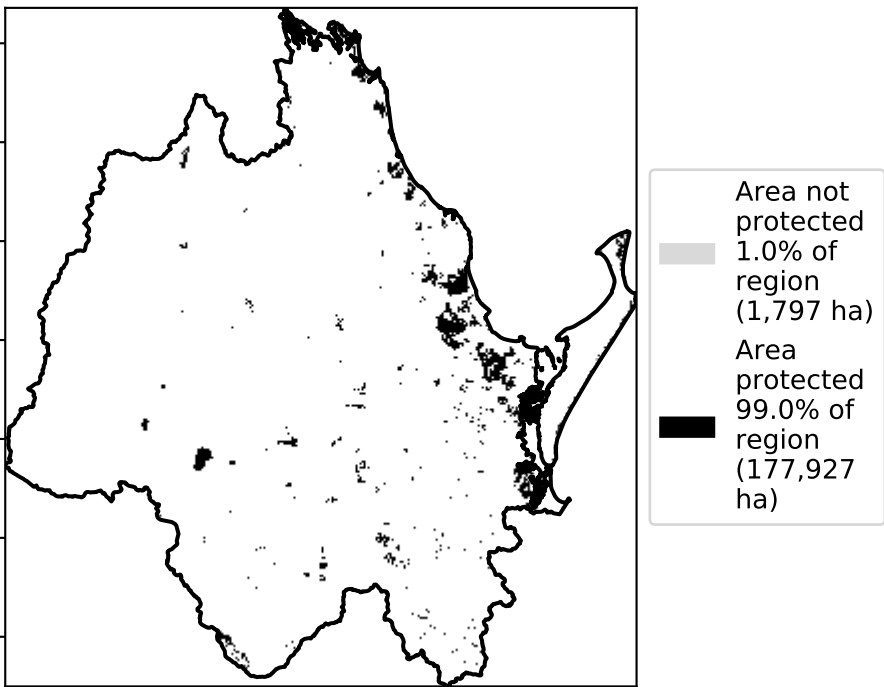 Area not
protected
1.0% of
region
(1,797 ha)
Area
protected
99.0% of
region
(177,927
ha)